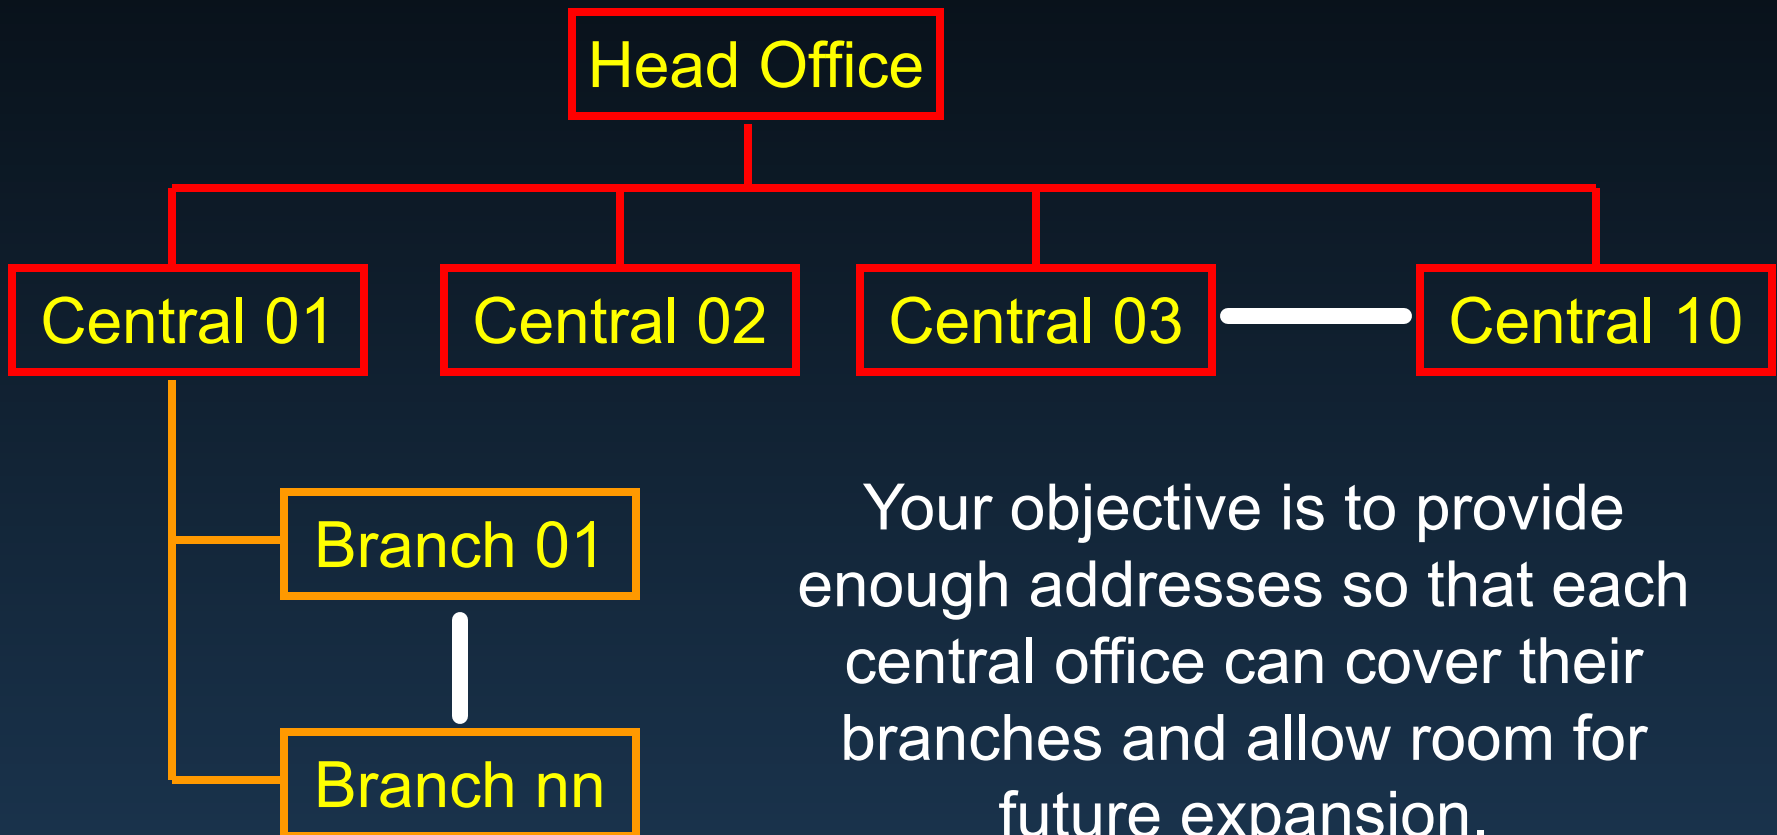 Head Office
Central 01
Central 02
Central 03
Central 10
Branch 01
Branch nn
Your objective is to provide
enough addresses so that each
central office can cover their
branches and allow room for
future expansion.